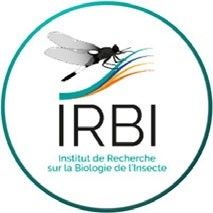 IRBI
Institut de Recherche
sur la Biologie de l'Insecte